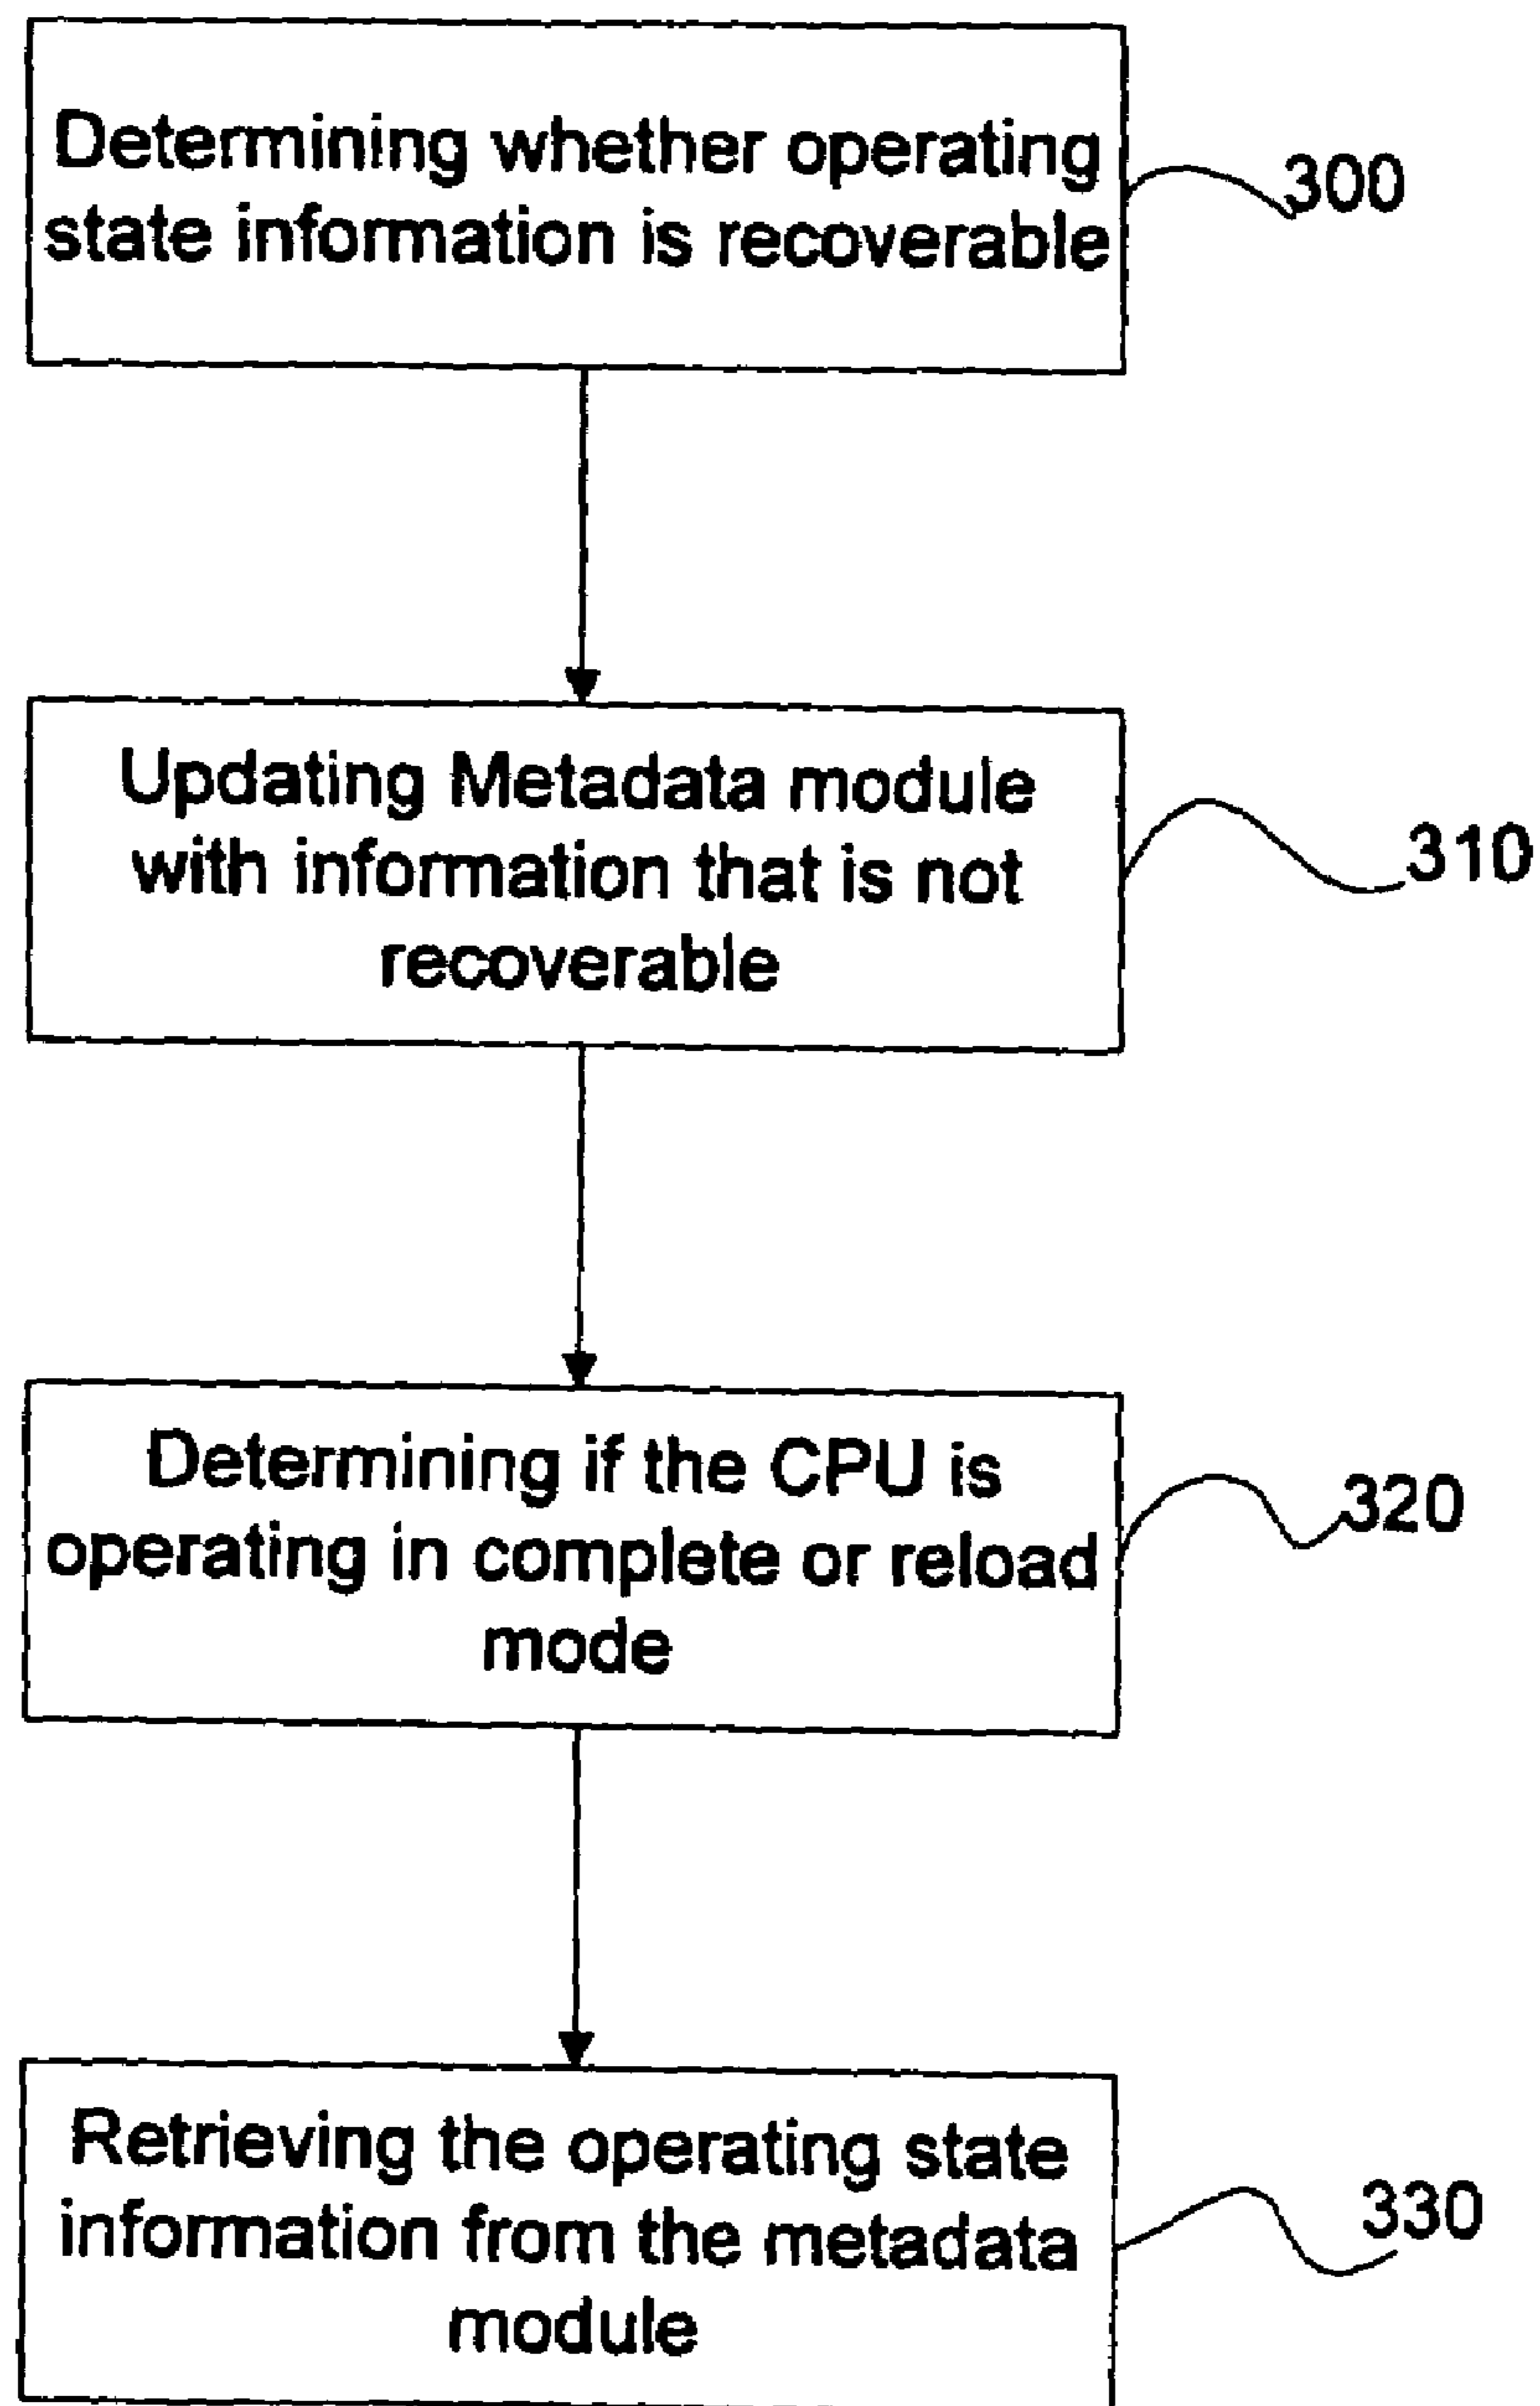 Determining whether operating
state information is recoverable
300
Updating Metadata module
with information that is not
recoverable
310
Determining if the CPU is
operating in complete or reload
mode
320
Retrieving the operating state
information from the metadata
module
330